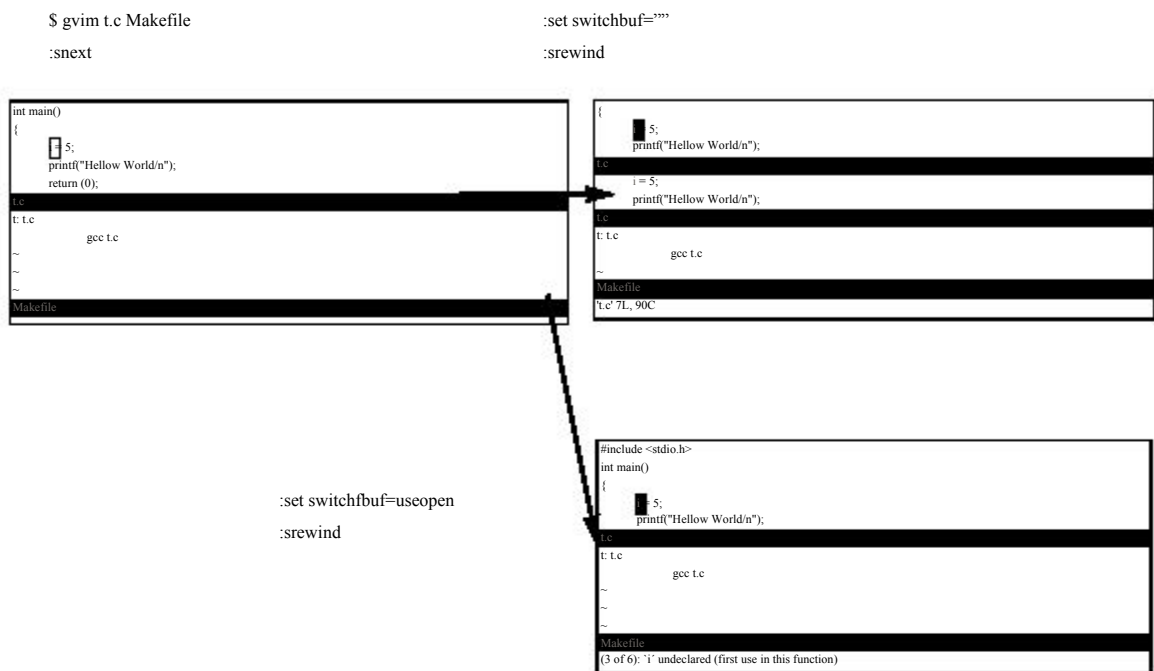 $ gvim t.c Makefile
:snext
:set switchbuf=””
:srewind
int main()
{
i = 5;
printf("Hellow World/n");
return (0);
t.c
t: t.c
gcc t.c
~
~
~
Makefile
{
i = 5;
printf("Hellow World/n");
t.c
i = 5;
printf("Hellow World/n");
t.c
t: t.c
gcc t.c
~
Makefile
't.c' 7L, 90C
:set switchfbuf=useopen
:srewind
#include <stdio.h>
int main()
{
i = 5;
printf("Hellow World/n");
t.c
t: t.c
gcc t.c
~
~
~
Makefile
(3 of 6): `i´ undeclared (first use in this function)